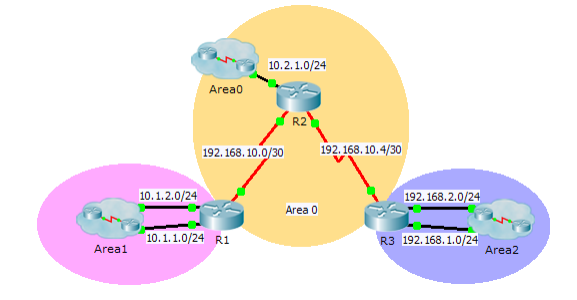 10.2.1.0/24
Area0
R2
192.168.10.0/30
192.168.10.4/30
10.1.2.0/24
192.168.2.0/24
Area 0
Area1
10.1.1.0/24
R1
R3
192.168.1.0/24
Area2